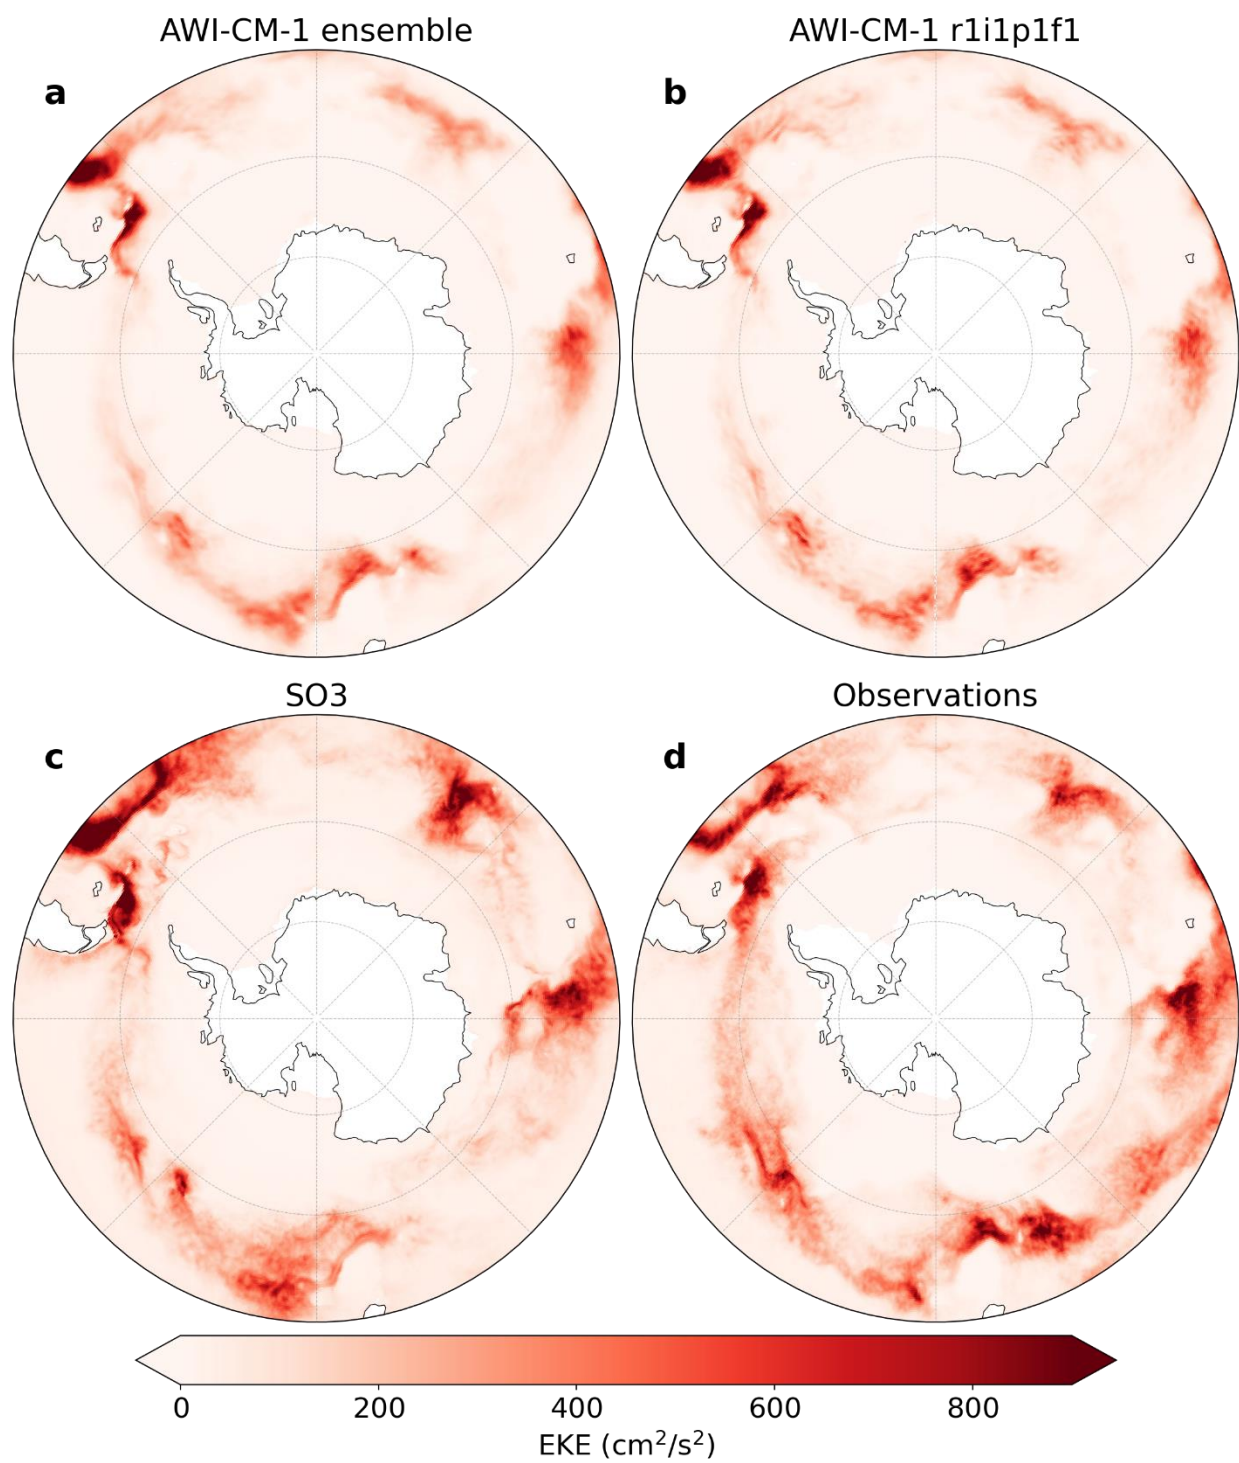 AWI-CM-1 ensemble
AWI-CM-1 r1i1p1f1
a
b
SO3
Observations
c
d
0 200 400 600 800
EKE (cm²/s²)